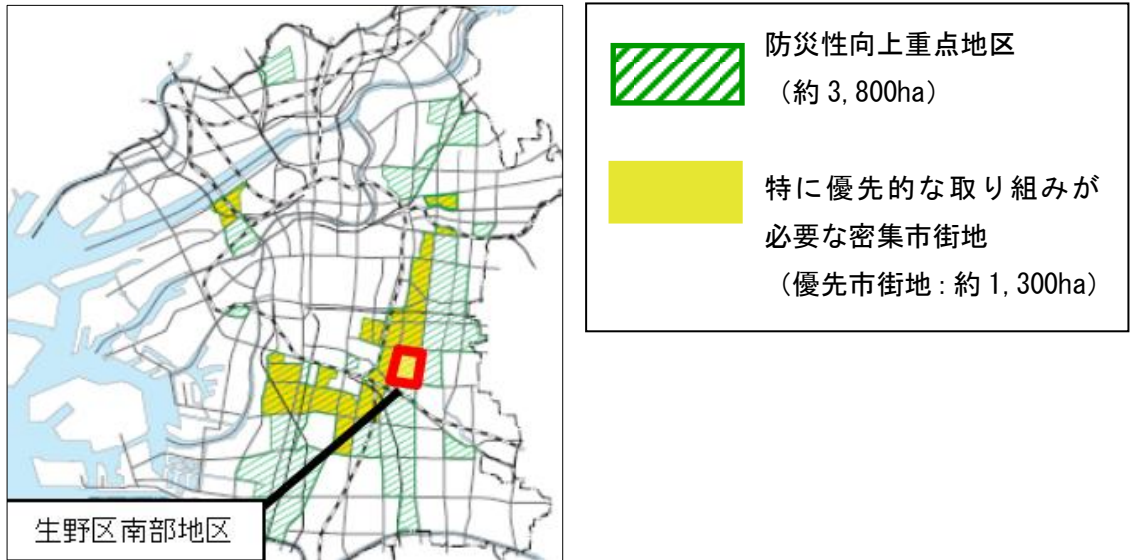 防災性向上重点地区
（約 3,800ha）
特に優先的な取り組みが
必要な密集市街地
（優先市街地：約 1,300ha）
生野区南部地区